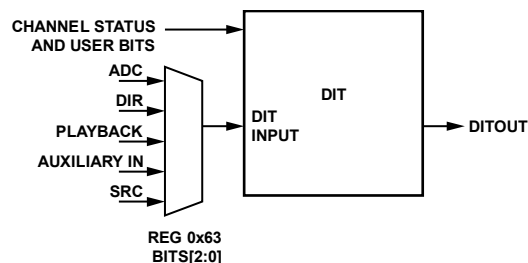 CHANNEL STATUS
AND USER BITS
ADC
DIR
PLAYBACK
AUXILIARY IN
SRC
REG 0x63
BITS[2:0]
DIT
INPUT
DIT
DITOUT